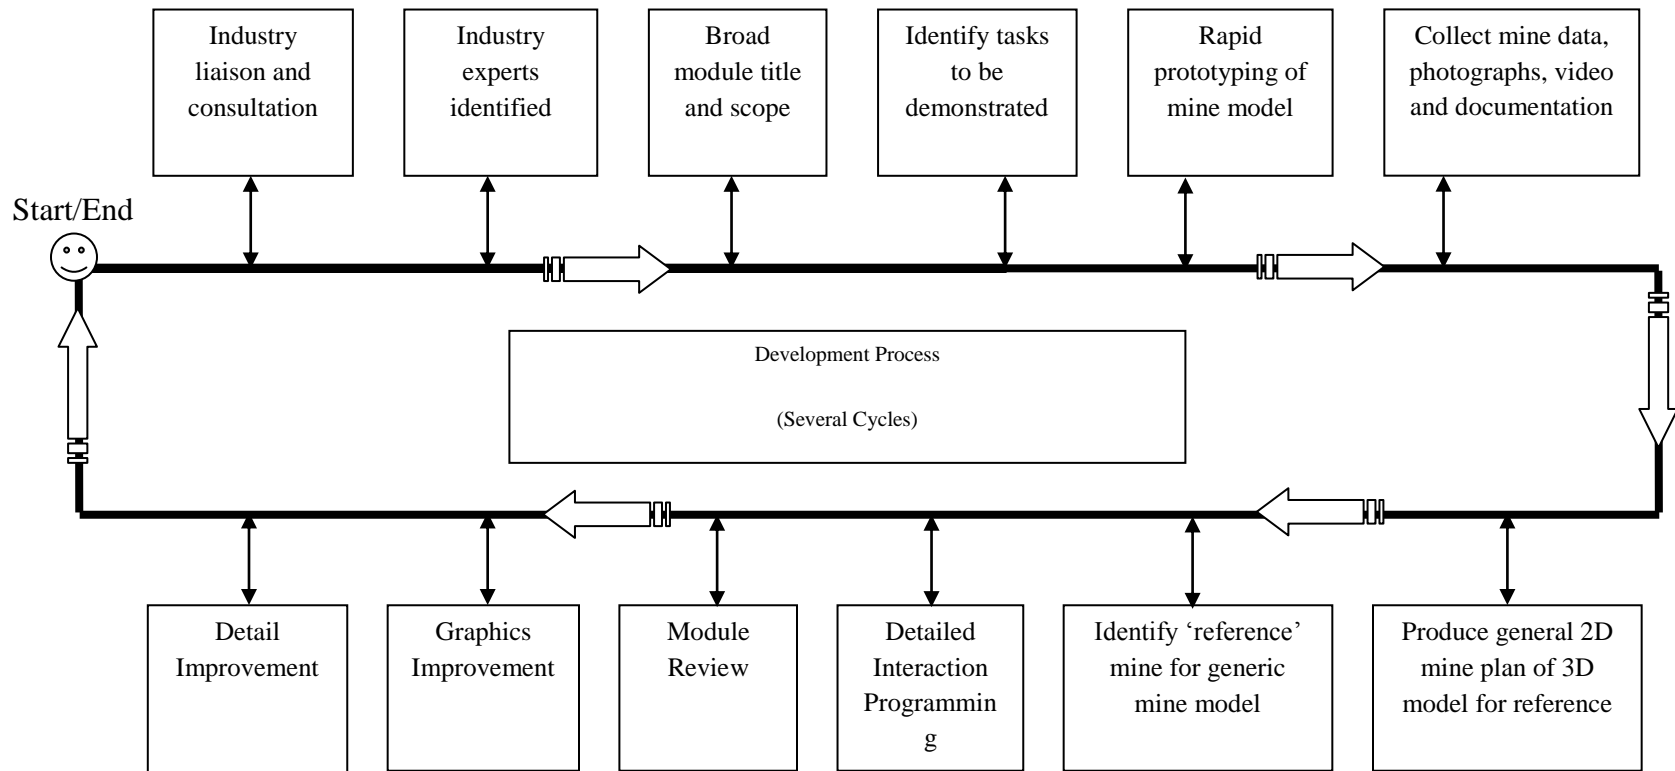 Industry
liaison and
consultation
Industry
experts
identified
Broad
module title
and scope
Identify tasks
to be
demonstrated
Rapid
prototyping of
mine model
Collect mine data,
photographs, video
and documentation
Start/End
Development Process
(Several Cycles)
Detail
Improvement
Graphics
Improvement
Module
Review
Detailed
Interaction
Programmin
g
Identify ‘reference’
mine for generic
mine model
Produce general 2D
mine plan of 3D
model for reference